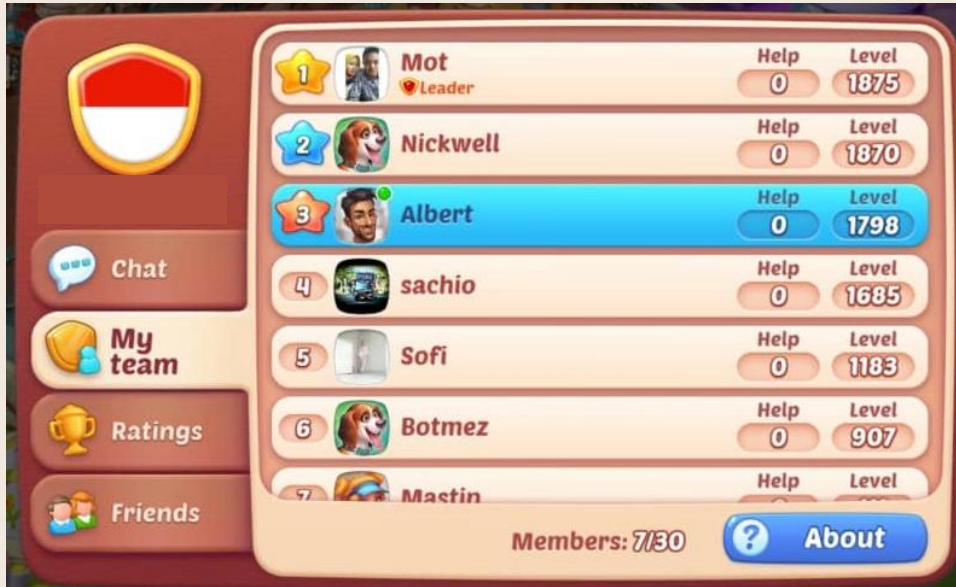 1 Mot Help Level
Leader 0 1875
2 Nickwell Help Level
0 1870
3 Albert Help Level
0 1798
4 sachio Help Level
0 1685
5 Sofi Help Level
0 1183
6 Botmez Help Level
0 907
7 Mastin Help Level
Chat
My
team
Ratings
Friends
Members: 7/30
? About